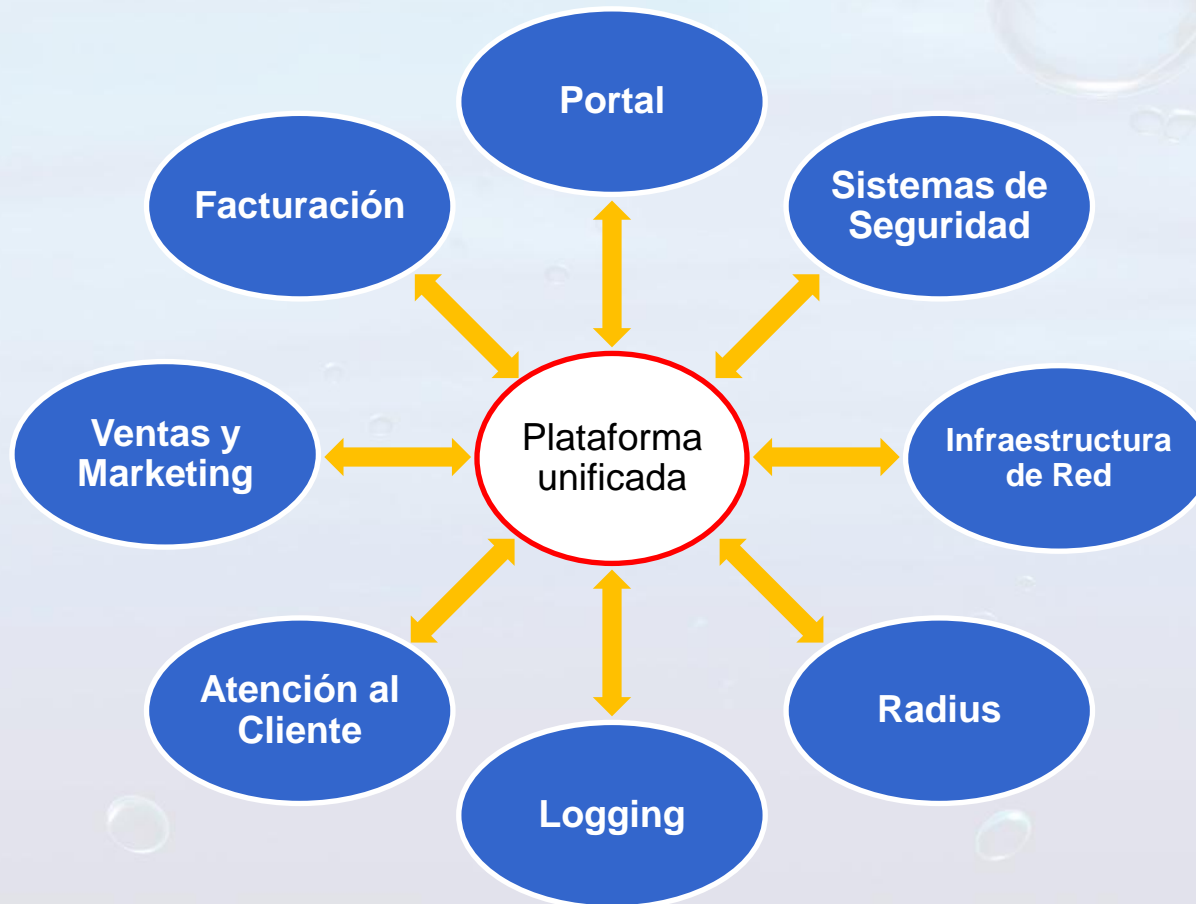 Portal
Facturación
Sistemas de
Seguridad
Plataforma
unificada
Ventas y
Marketing
Infraestructura
de Red
Atención al
Cliente
Radius
Logging